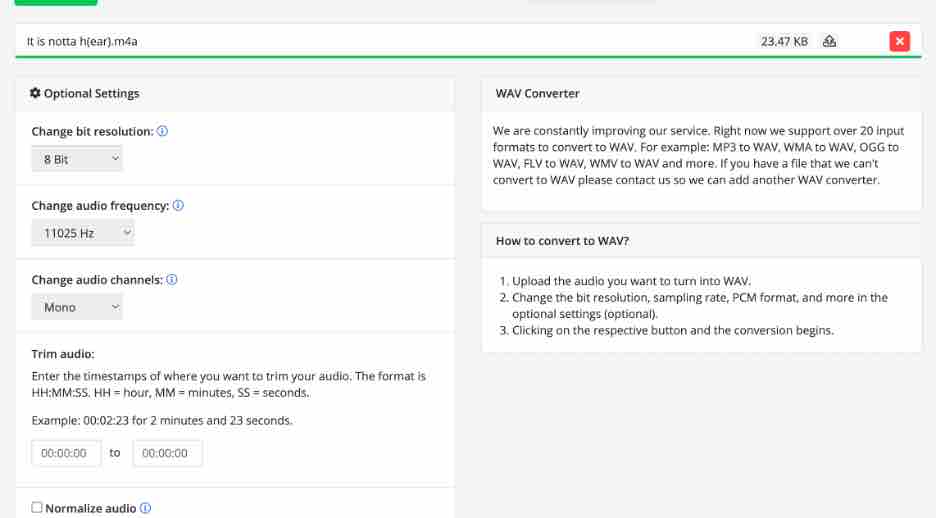 It is notta h(ear).m4a
23.47 KB
Optional Settings
Change bit resolution:
8 Bit
Change audio frequency:
11025 Hz
Change audio channels:
Mono
Trim audio:
Enter the timestamps of where you want to trim your audio. The format is
HH:MM:SS. HH = hour, MM = minutes, SS = seconds.
Example: 00:02:23 for 2 minutes and 23 seconds.
00:00:00 to 00:00:00
Normalize audio
WAV Converter
We are constantly improving our service. Right now we support over 20 input
formats to convert to WAV. For example: MP3 to WAV, WMA to WAV, OGG to
WAV, FLV to WAV, WMV to WAV and more. If you have a file that we can't
convert to WAV please contact us so we can add another WAV converter.
How to convert to WAV?
1. Upload the audio you want to turn into WAV.
2. Change the bit resolution, sampling rate, PCM format, and more in the
optional settings (optional).
3. Clicking on the respective button and the conversion begins.